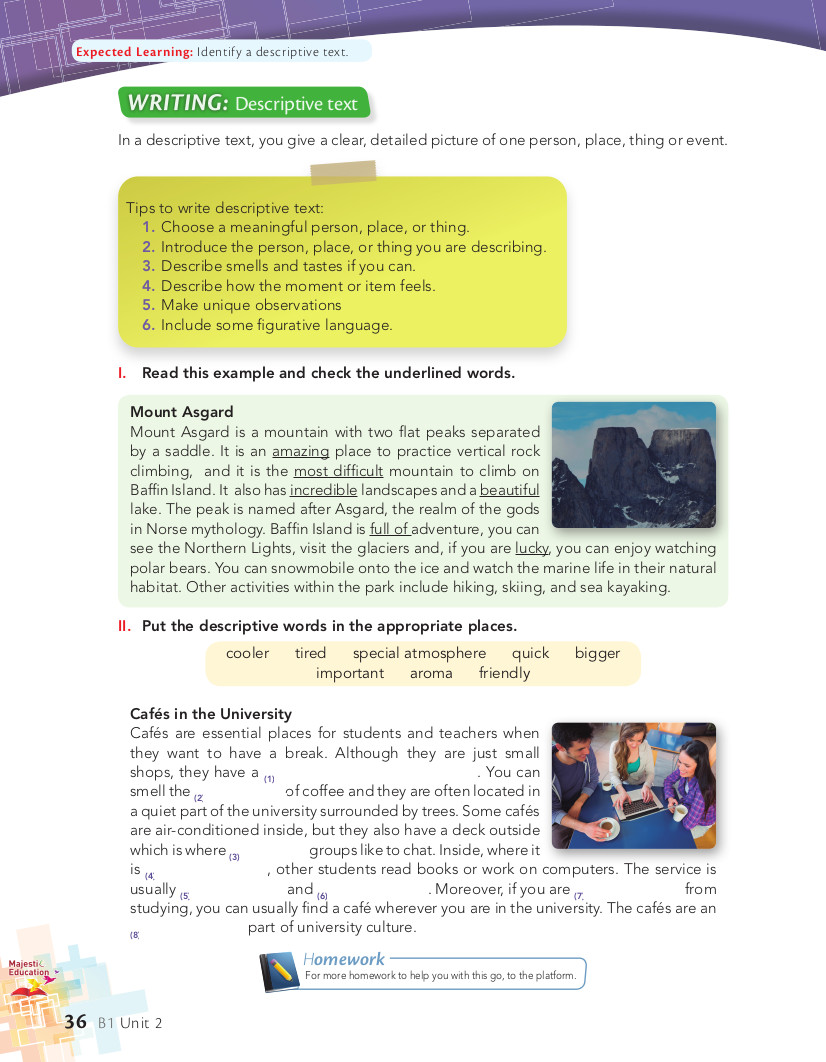 Expected Learning: Identify a descriptive text.
WRITING: Descriptive text
In a descriptive text, you give a clear, detailed picture of one person, place, thing or event.
Tips to write descriptive text:
1. Choose a meaningful person, place, or thing.
2. Introduce the person, place, or thing you are describing.
3. Describe smells and tastes if you can.
4. Describe how the moment or item feels.
5. Make unique observations
6. Include some figurative language.
I. Read this example and check the underlined words.
Mount Asgard
Mount Asgard is a mountain with two flat peaks separated
by a saddle. It is an amazing place to practice vertical rock
climbing, and it is the most difficult mountain to climb on
Baffin Island. It also has incredible landscapes and a beautiful
lake. The peak is named after Asgard, the realm of the gods
in Norse mythology. Baffin Island is full of adventure, you can
see the Northern Lights, visit the glaciers and, if you are lucky, you can enjoy watching
polar bears. You can snowmobile onto the ice and watch the marine life in their natural
habitat. Other activities within the park include hiking, skiing, and sea kayaking.
II. Put the descriptive words in the appropriate places.
cooler tired special atmosphere quick bigger
important aroma friendly
Cafés in the University
Cafés are essential places for students and teachers when
they want to have a break. Although they are just small
shops, they have a (1) . You can
smell the (2) of coffee and they are often located in
a quiet part of the university surrounded by trees. Some cafés
are air-conditioned inside, but they also have a deck outside
which is where (3) groups like to chat. Inside, where it
is (4) , other students read books or work on computers. The service is
usually (5) and (6) . Moreover, if you are (7) from
studying, you can usually find a café wherever you are in the university. The cafés are an
(8) part of university culture.
Homework
For more homework to help you with this go, to the platform.
Majestic
Education
36 B1 Unit 2